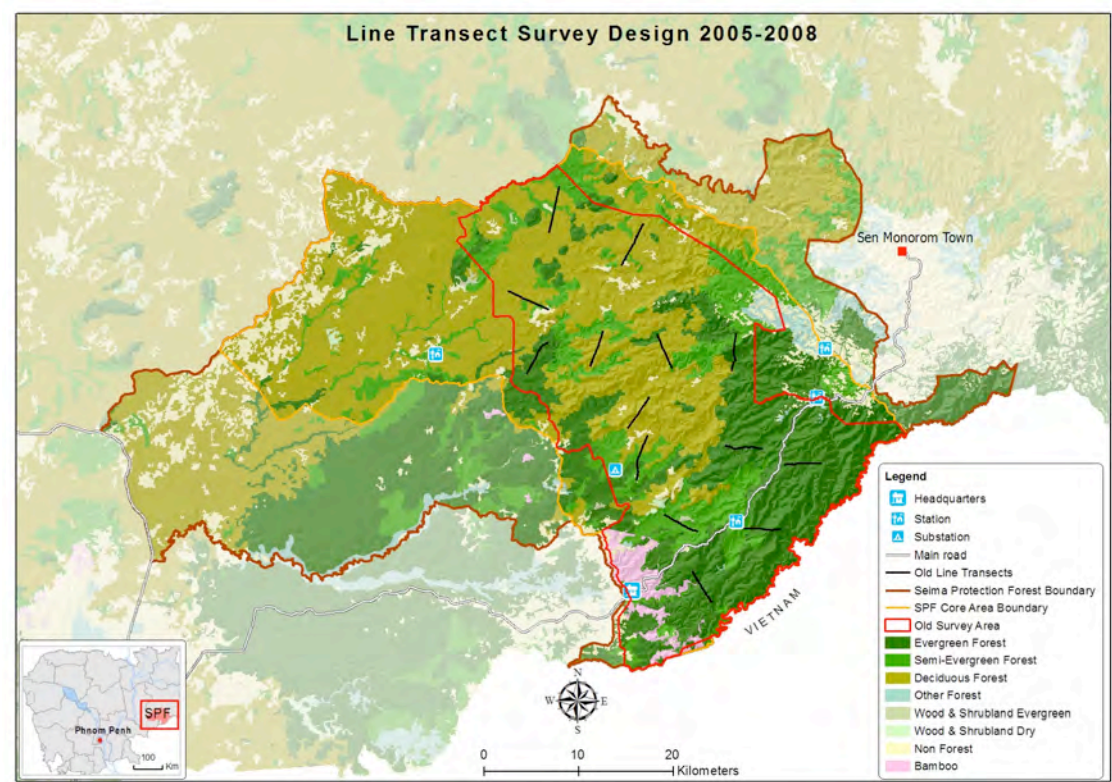 Line Transect Survey Design 2005-2008
Sen Monorom Town
VIETNAM
Legend
Headquarters
Station
Substation
Main road
Old Line Transects
Seima Protection Forest Boundary
SPF Core Area Boundary
Old Survey Area
Evergreen Forest
Semi-Evergreen Forest
Deciduous Forest
Other Forest
Wood & Shrubland Evergreen
Wood & Shrubland Dry
Non Forest
Bamboo
N
W E
S
SPF
Phnom Penh
100
Km
0 10 20
Kilometers